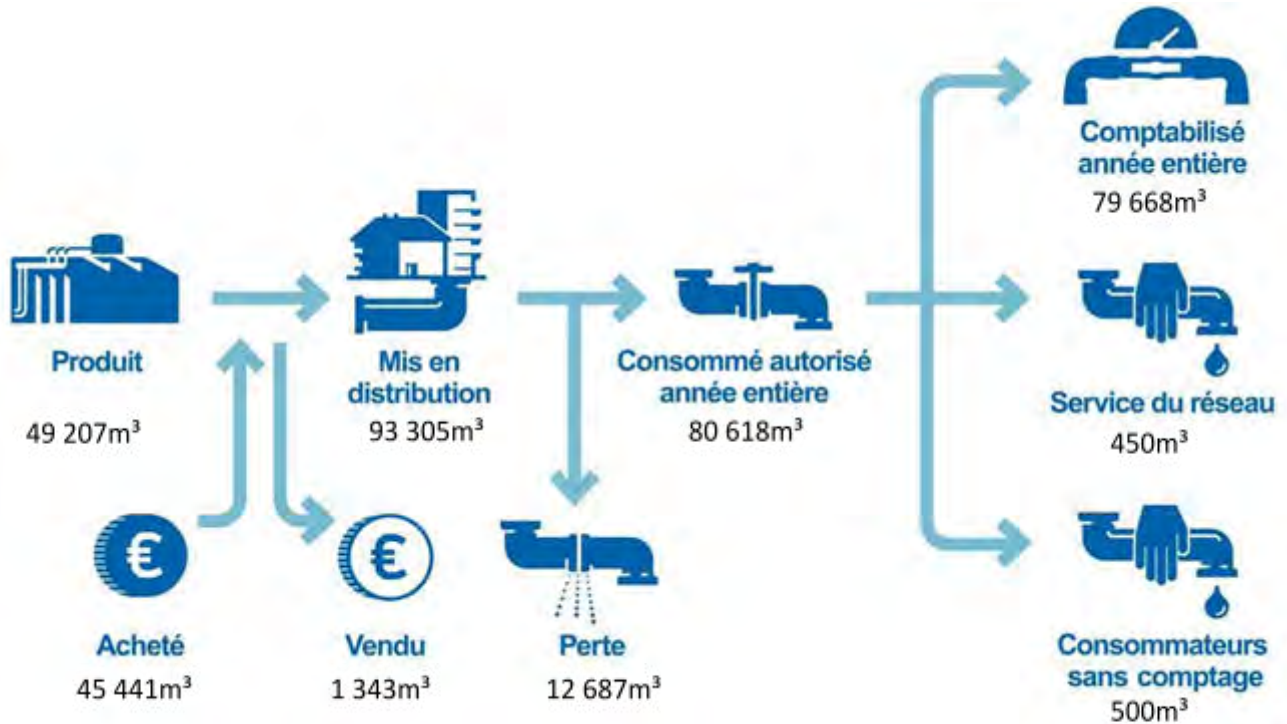 Comptabilisé
année entière
79 668m³
Produit
49 207m³
Mis en
distribution
93 305m³
Consommé autorisé
année entière
80 618m³
Service du réseau
450m³
€
Acheté
45 441m³
€
Vendu
1 343m³
Perte
12 687m³
Consommateurs
sans comptage
500m³